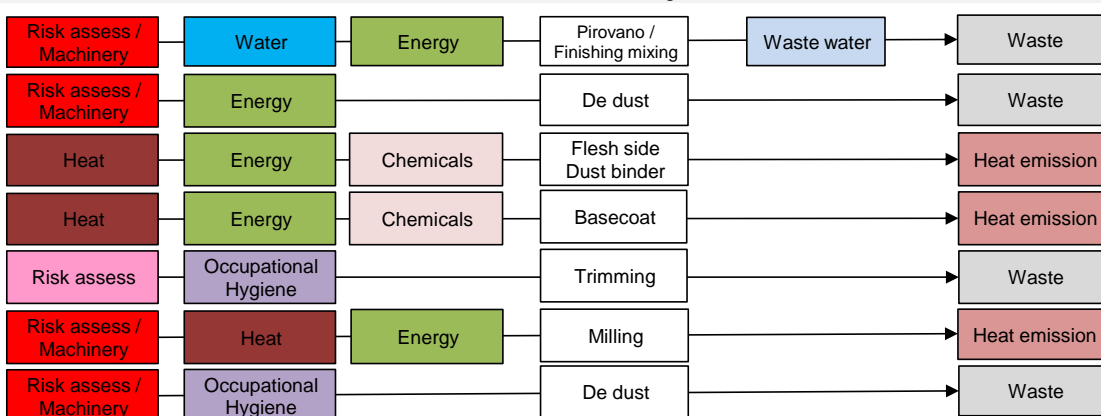 Risk assess /
Machinery
Water
Energy
Pirovano /
Finishing mixing
Waste water
Waste
Risk assess /
Machinery
Energy
De dust
Waste
Heat
Energy
Chemicals
Flesh side
Dust binder
Heat emission
Heat
Energy
Chemicals
Basecoat
Heat emission
Risk assess
Occupational
Hygiene
Trimming
Waste
Risk assess /
Machinery
Heat
Energy
Milling
Heat emission
Risk assess /
Machinery
Occupational
Hygiene
De dust
Waste